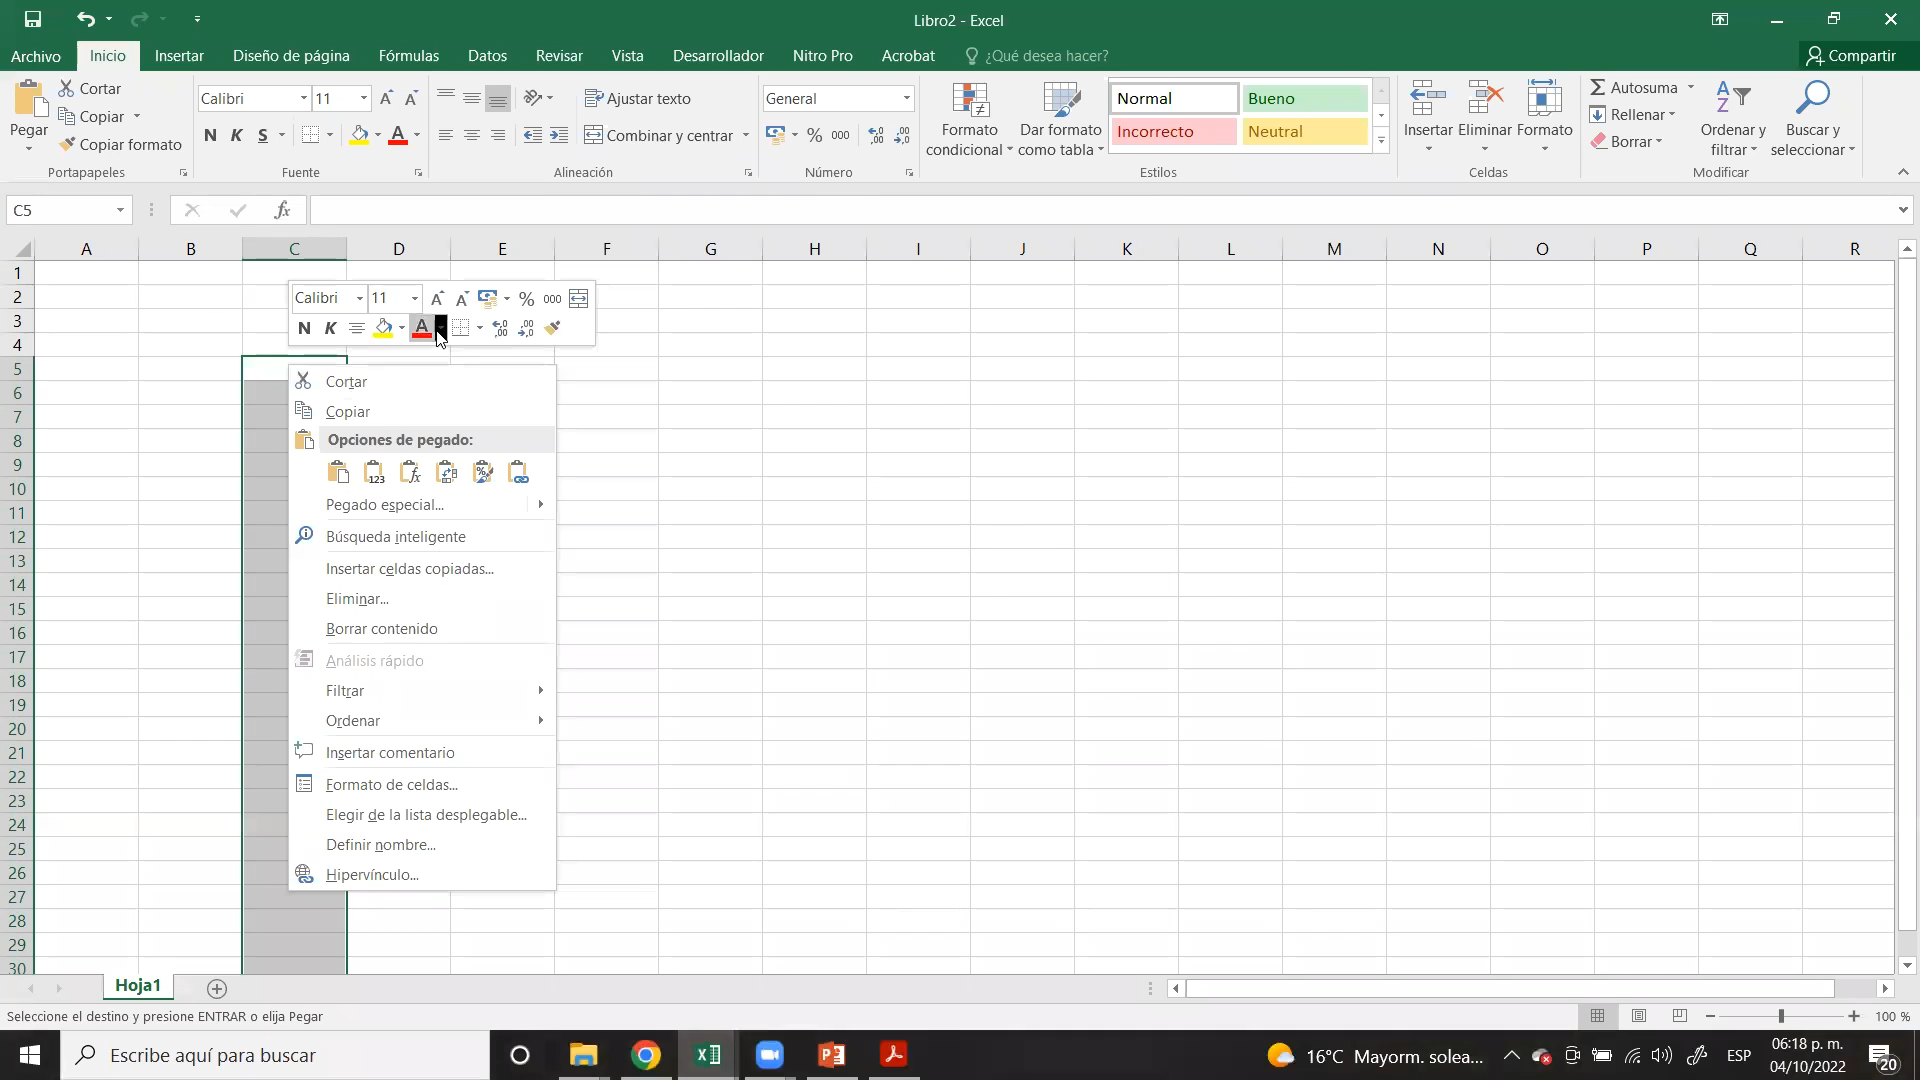 Libro2 - Excel
Archivo Inicio Insertar Diseño de página Fórmulas Datos Revisar Vista Desarrollador Nitro Pro Acrobat ¿Qué desea hacer? Compartir
Pegar
Cortar
Copiar
Copiar formato
Portapapeles
Calibri 11
N K S A
Fuente
Ajustar texto
Combinar y centrar
Alineación
General
% 000
Número
Formato condicional
Dar formato como tabla
Normal Bueno
Incorrecto Neutral
Estilos
Insertar Eliminar Formato
Celdas
Autosuma
Rellenar
Borrar
Ordenar y filtrar
Buscar y seleccionar
Modificar
C5 fx
A B C D E F G H I J K L M N O P Q R
1
2
3
4
5
6
7
8
9
10
11
12
13
14
15
16
17
18
19
20
21
22
23
24
25
26
27
28
29
30
Calibri 11 A A % 000
N K A
Cortar
Copiar
Opciones de pegado:
123 fx %
Pegado especial...
Búsqueda inteligente
Insertar celdas copiadas...
Eliminar...
Borrar contenido
Análisis rápido
Filtrar
Ordenar
Insertar comentario
Formato de celdas...
Elegir de la lista desplegable...
Definir nombre...
Hipervínculo...
Hoja1
Seleccione el destino y presione ENTRAR o elija Pegar
100 %
Escribe aquí para buscar
16°C Mayorm. solea...
ESP
06:18 p. m.
04/10/2022
20